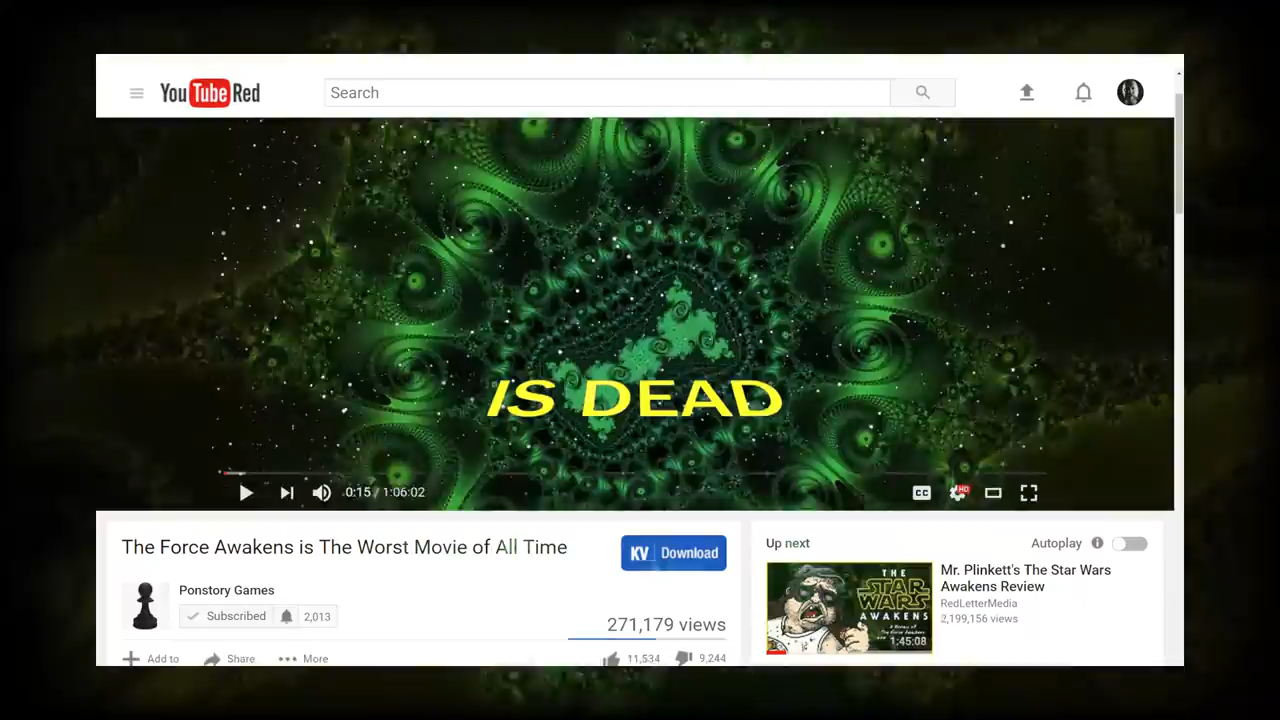 YouTube Red
Search
IS DEAD
0:15 / 1:06:02
CC
HD
The Force Awakens is The Worst Movie of All Time
KV Download
Ponstory Games
Subscribed 2,013
271,179 views
Add to Share More
11,534 9,244
Up next
Autoplay
THE
STAR
WARS
AWAKENS
1:45:08
Mr. Plinkett's The Star Wars
Awakens Review
RedLetterMedia
2,199,156 views